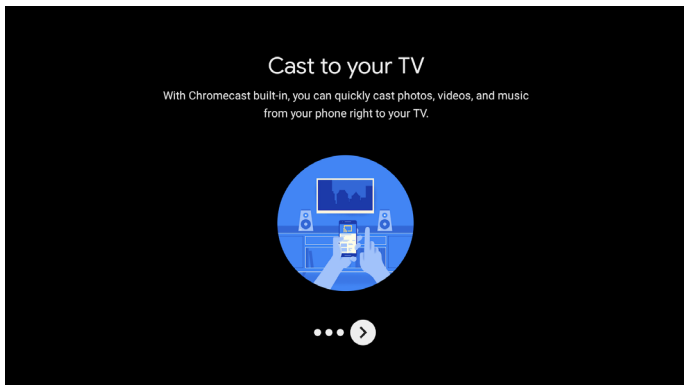 Cast to your TV
With Chromecast built-in, you can quickly cast photos, videos, and music
from your phone right to your TV.